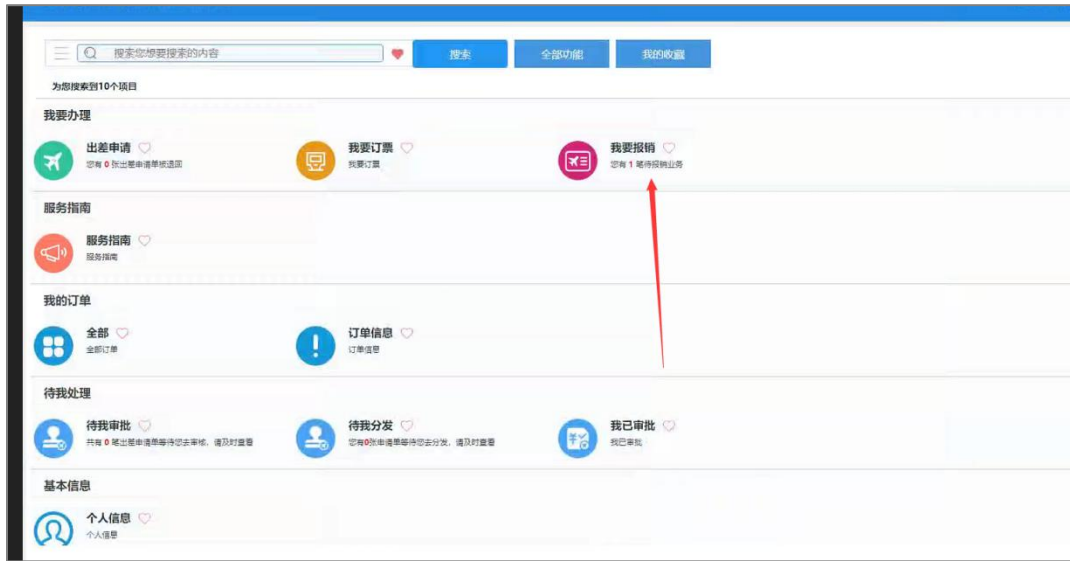 搜索您想要搜索的内容
搜索
全部功能
我的收藏
为您搜索到10个项目
我要办理
出差申请
您有 0 张出差申请单被退回
我要订票
我要订票
我要报销
您有 1 笔待报销业务
服务指南
服务指南
服务指南
我的订单
全部
全部订单
订单信息
订单信息
待我处理
待我审批
共有 0 笔出差申请单等待您去审核，请及时查看
待我分发
您有0张申请单等待您去分发，请及时查看
我已审批
我已审批
基本信息
个人信息
个人信息